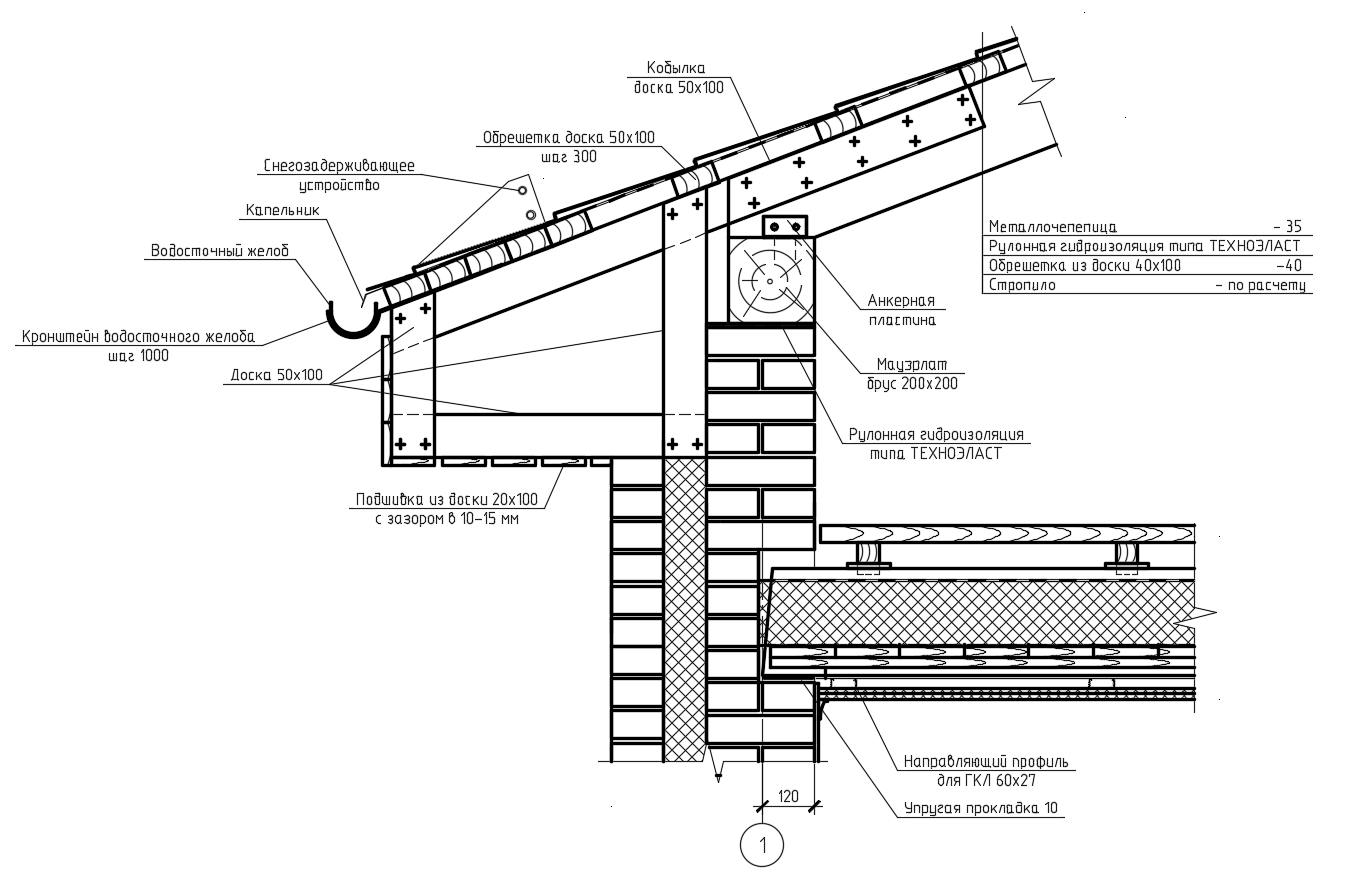 Кобылка
доска 50х100
Обрешетка доска 50х100
шаг 300
Снегозадерживающее
устройство
Капельник
Водосточный желоб
Кронштейн водосточного желоба
шаг 1000
Доска 50х100
Подшивка из доски 20х100
с зазором в 10-15 мм
Металлочепепица - 35
Рулонная гидроизоляция типа ТЕХНОЭЛАСТ
Обрешетка из доски 40х100 -40
Стропило - по расчету
Анкерная
пластина
Мауэрлат
брус 200х200
Рулонная гидроизоляция
типа ТЕХНОЭЛАСТ
Направляющий профиль
для ГКЛ 60х27
Упругая прокладка 10
120
1